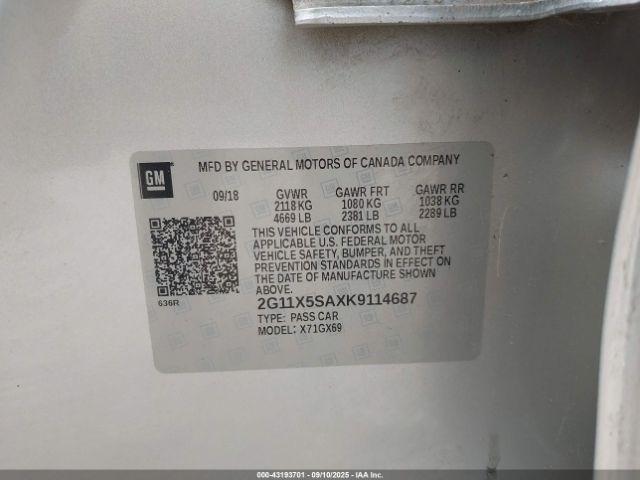 GM
MFD BY GENERAL MOTORS OF CANADA COMPANY
09/18 GVWR GAWR FRT GAWR RR
2118 KG 1080 KG 1038 KG
4669 LB 2381 LB 2289 LB
THIS VEHICLE CONFORMS TO ALL
APPLICABLE U.S. FEDERAL MOTOR
VEHICLE SAFETY, BUMPER, AND THEFT
PREVENTION STANDARDS IN EFFECT ON
THE DATE OF MANUFACTURE SHOWN
ABOVE.
636R
2G11X5SAXK9114687
TYPE: PASS CAR
MODEL: X71GX69
000-43193701 - 09/10/2025 - IAAI.com